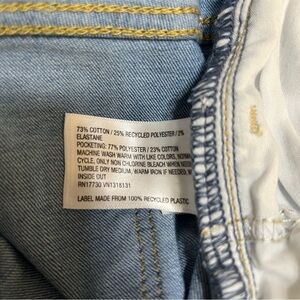 73% COTTON / 25% RECYCLED POLYESTER / 2%
ELASTANE
POCKETING: 77% POLYESTER / 23% COTTON
MACHINE WASH WARM WITH LIKE COLORS, NORMAL
CYCLE, ONLY NON CHLORINE BLEACH WHEN NEEDED,
TUMBLE DRY MEDIUM, WARM IRON IF NEEDED, W
INSIDE OUT
RN17730 VN1318131
LABEL MADE FROM 100% RECYCLED PLASTIC